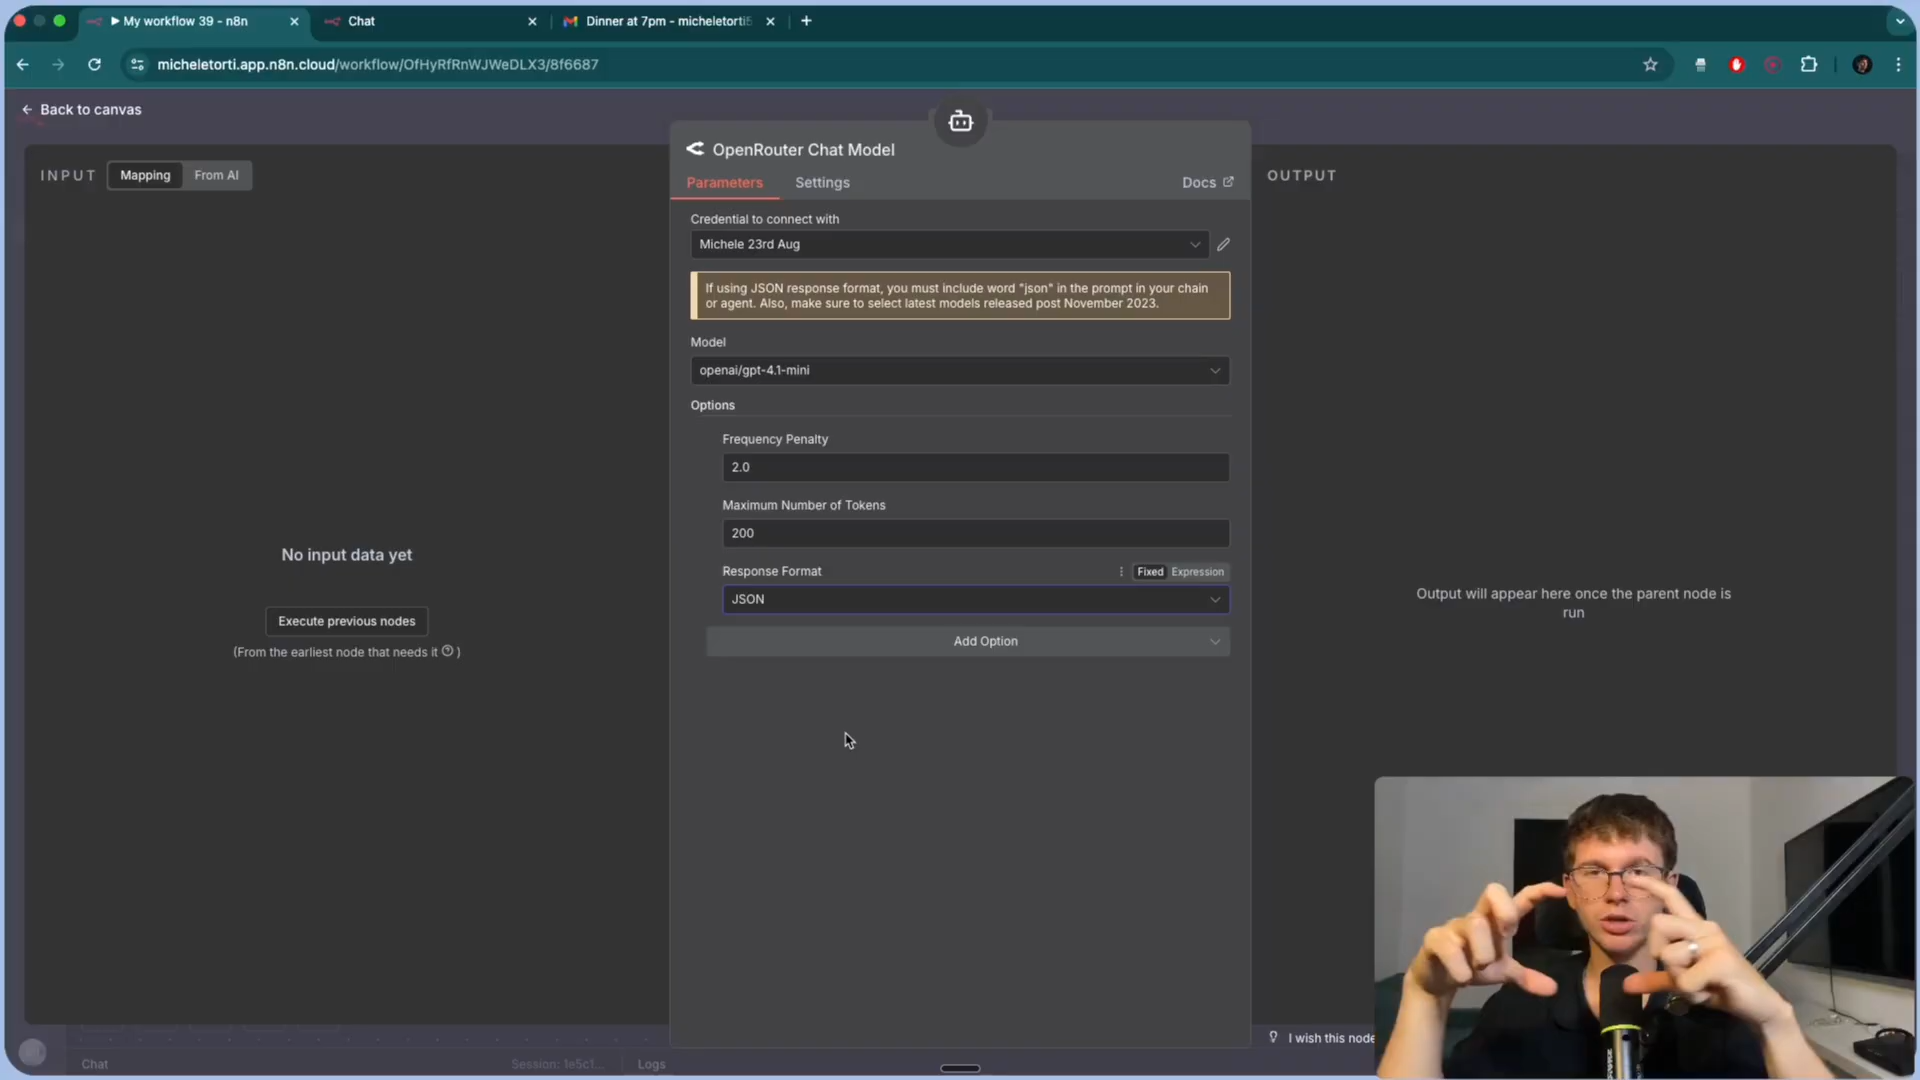 My workflow 39 - n8n
Chat
Dinner at 7pm - micheletorti5
micheletorti.app.n8n.cloud/workflow/OfHyRfRnWJWeDLX3/8f6687
Back to canvas
INPUT
Mapping
From AI
No input data yet
Execute previous nodes
(From the earliest node that needs it ? )
OpenRouter Chat Model
Parameters
Settings
Docs
Credential to connect with
Michele 23rd Aug
If using JSON response format, you must include word "json" in the prompt in your chain
or agent. Also, make sure to select latest models released post November 2023.
Model
openai/gpt-4.1-mini
Options
Frequency Penalty
2.0
Maximum Number of Tokens
200
Response Format
Fixed
Expression
JSON
Add Option
OUTPUT
Output will appear here once the parent node is
run
I wish this node
Chat
Session: 1e5c1...
Logs